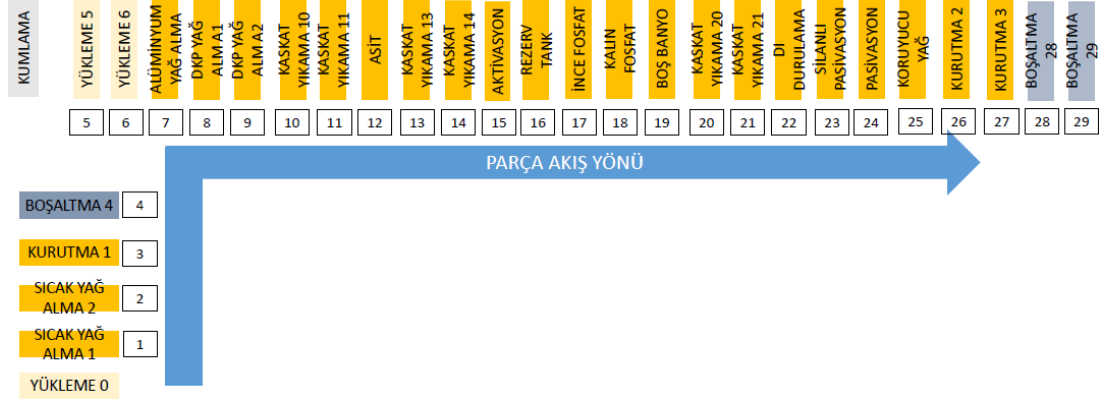 KUMLAMA
YÜKLEME 5
YÜKLEME 6
ALÜMİNYUM
YAĞ ALMA
DKP YAĞ
ALM A1
DKP YAĞ
ALM A2
KASKAT
YIKAMA 10
KASKAT
YIKAMA 11
ASİT
KASKAT
YIKAMA 13
KASKAT
YIKAMA 14
AKTİVASYON
REZERV
TANK
İNCE FOSFAT
KALIN
FOSFAT
BOŞ BANYO
KASKAT
YIKAMA 20
KASKAT
YIKAMA 21
DI
DURULAMA
SİLANLI
PASİVASYON
PASİVASYON
KORUYUCU
YAĞ
KURUTMA 2
KURUTMA 3
BOŞALTMA
28
BOŞALTMA
29
5 6 7 8 9 10 11 12 13 14 15 16 17 18 19 20 21 22 23 24 25 26 27 28 29
PARÇA AKIŞ YÖNÜ
BOŞALTMA 4 4
KURUTMA 1 3
SICAK YAĞ
ALMA 2 2
SICAK YAĞ
ALMA 1 1
YÜKLEME 0